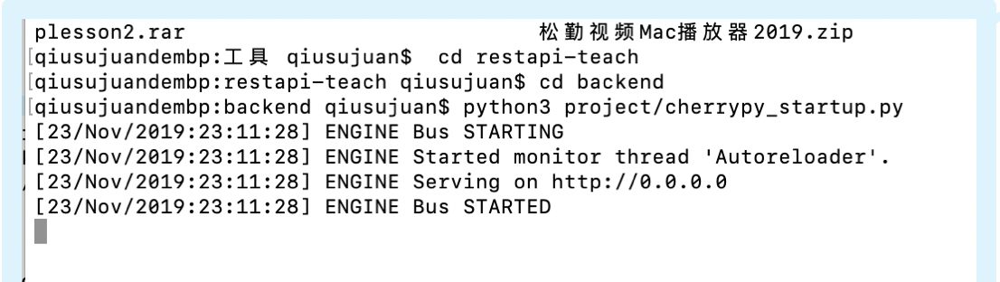 plesson2.rar 松勤视频Mac播放器2019.zip
[qiusujuandembp:工具 qiusujuan$  cd restapi-teach
[qiusujuandembp:restapi-teach qiusujuan$ cd backend
[qiusujuandembp:backend qiusujuan$ python3 project/cherrypy_startup.py
[23/Nov/2019:23:11:28] ENGINE Bus STARTING
[23/Nov/2019:23:11:28] ENGINE Started monitor thread 'Autoreloader'.
[23/Nov/2019:23:11:28] ENGINE Serving on http://0.0.0.0
[23/Nov/2019:23:11:28] ENGINE Bus STARTED